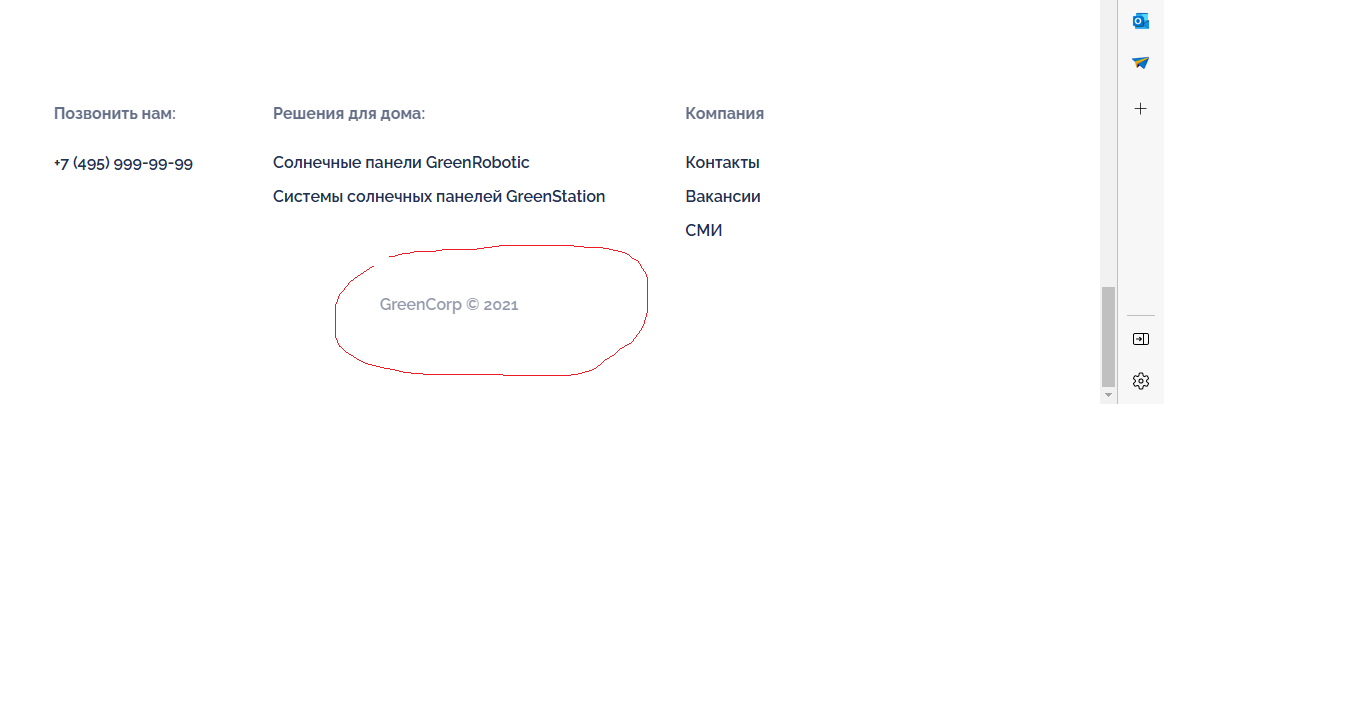 Позвонить нам:
+7 (495) 999-99-99
Решения для дома:
Солнечные панели GreenRobotic
Системы солнечных панелей GreenStation
Компания
Контакты
Вакансии
СМИ
GreenCorp © 2021